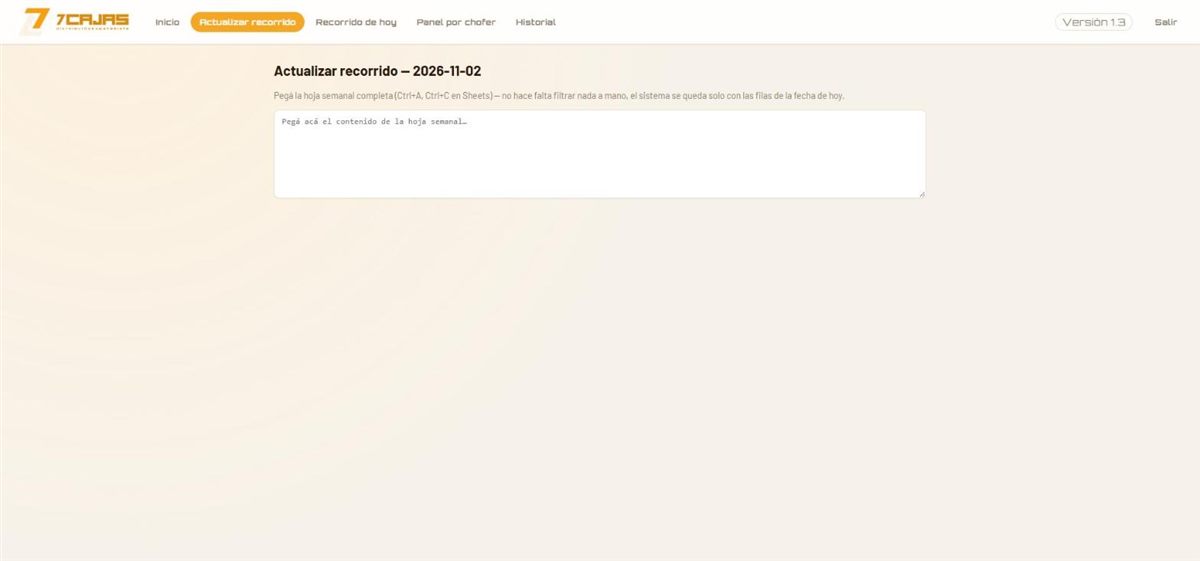 7CAJAS
Inicio
Actualizar recorrido
Recorrido de hoy
Panel por chofer
Historial
Versión 1.3
Salir
Actualizar recorrido — 2026-11-02
Pegá la hoja semanal completa (Ctrl+A, Ctrl+C en Sheets) — no hace falta filtrar nada a mano, el sistema se queda solo con las filas de la fecha de hoy.
Pegá acá el contenido de la hoja semanal…